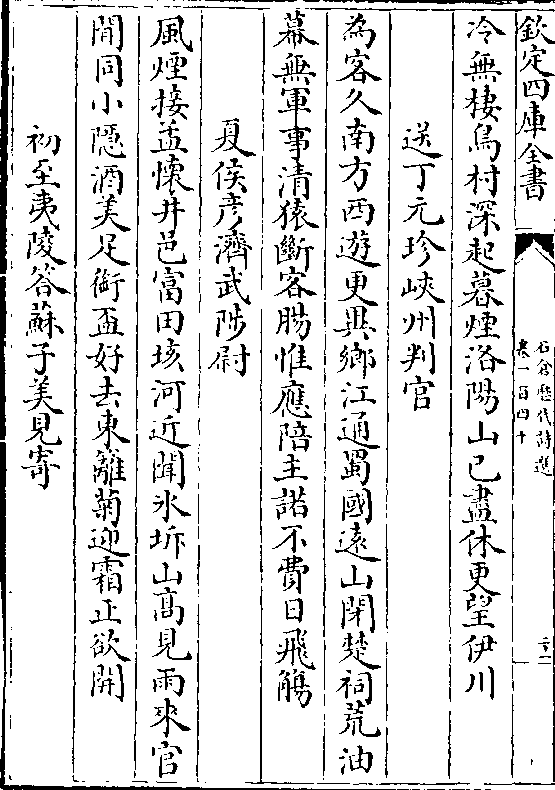 欽定四庫全書
石倉歷代詩選
卷一百四十
冷無棲鳥村深起暮煙洛陽山已盡休更望伊川
送丁元珍峽州判官
為客久南方西遊更異鄉江通蜀國遠山閉楚祠荒油
幕無軍事清猿斷客腸惟應陪主諾不費日飛觴
夏侯彥濟武陟尉
風煙接孟懷井邑富田垓河近聞氷坼山髙見雨來官
閒同小隱酒美足銜盃好去東籬菊迎霜正欲開
初至夷陵答蘇子美見寄